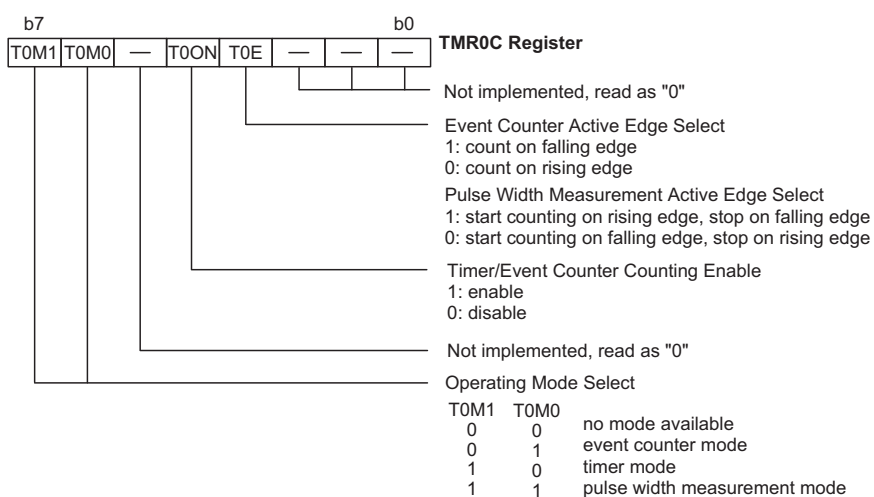 b7 b0
T0M1 T0M0 — T0ON T0E — — —
TMR0C Register
Not implemented, read as "0"
Event Counter Active Edge Select
1: count on falling edge
0: count on rising edge
Pulse Width Measurement Active Edge Select
1: start counting on rising edge, stop on falling edge
0: start counting on falling edge, stop on rising edge
Timer/Event Counter Counting Enable
1: enable
0: disable
Not implemented, read as "0"
Operating Mode Select
T0M1 T0M0
0 0 no mode available
0 1 event counter mode
1 0 timer mode
1 1 pulse width measurement mode